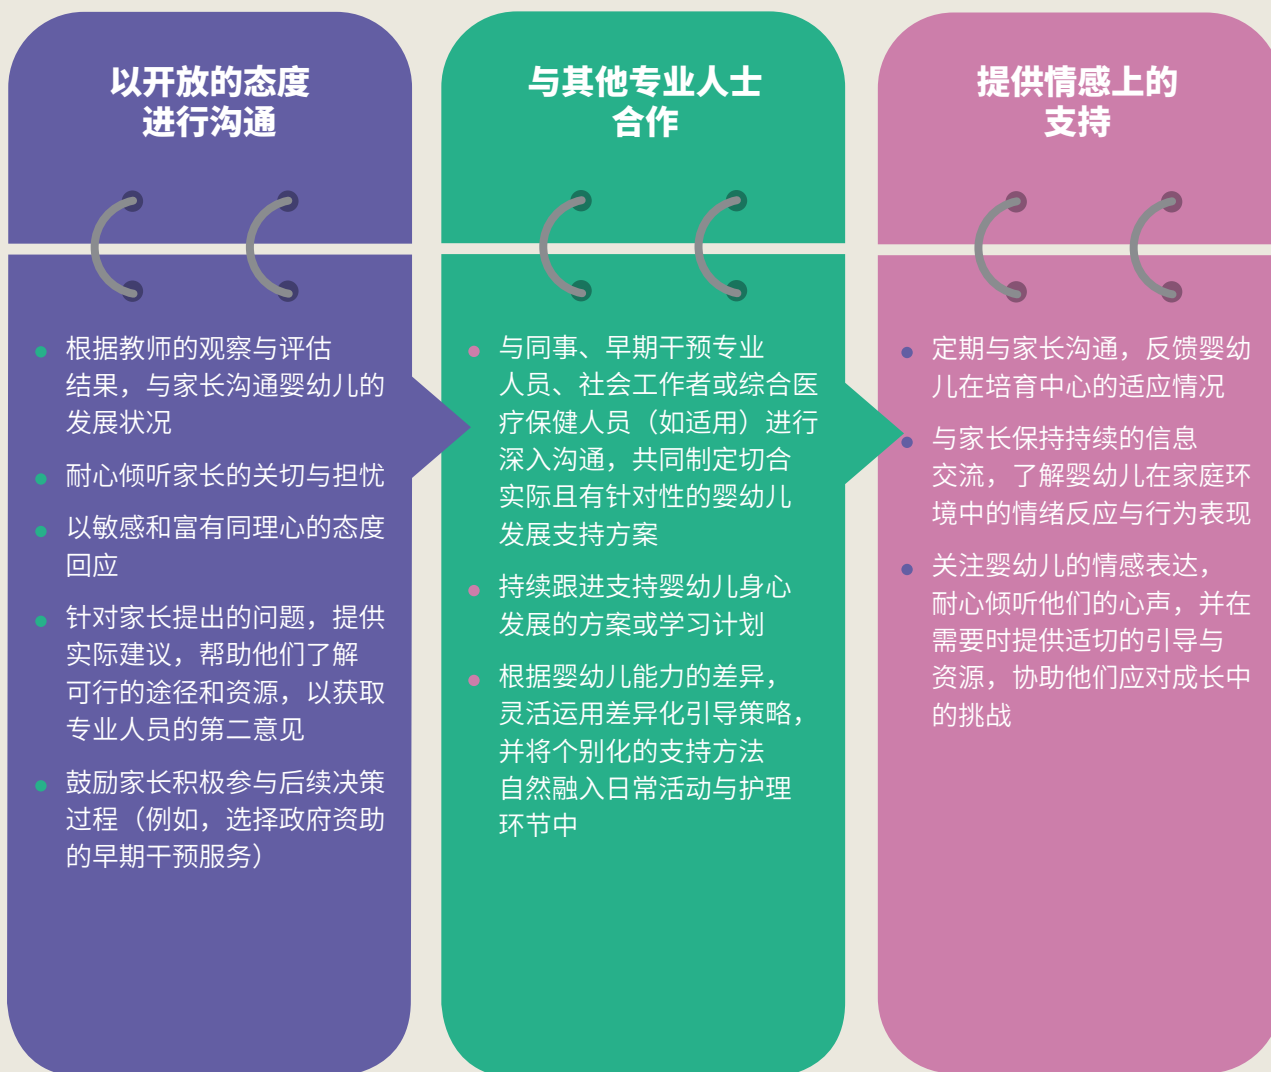 以开放的态度
进行沟通
根据教师的观察与评估
结果，与家长沟通婴幼儿的
发展状况
耐心倾听家长的关切与担忧
以敏感和富有同理心的态度
回应
针对家长提出的问题，提供
实际建议，帮助他们了解
可行的途径和资源，以获取
专业人员的第二意见
鼓励家长积极参与后续决策
过程（例如，选择政府资助
的早期干预服务）
与其他专业人士
合作
与同事、早期干预专业
人员、社会工作者或综合医
疗保健人员（如适用）进行
深入沟通，共同制定切合
实际且有针对性的婴幼儿
发展支持方案
持续跟进支持婴幼儿身心
发展的方案或学习计划
根据婴幼儿能力的差异，
灵活运用差异化引导策略，
并将个别化的支持方法
自然融入日常活动与护理
环节中
提供情感上的
支持
定期与家长沟通，反馈婴幼
儿在培育中心的适应情况
与家长保持持续的信息
交流，了解婴幼儿在家庭环
境中的情绪反应与行为表现
关注婴幼儿的情感表达，
耐心倾听他们的心声，并在
需要时提供适切的引导与
资源，协助他们应对成长中
的挑战